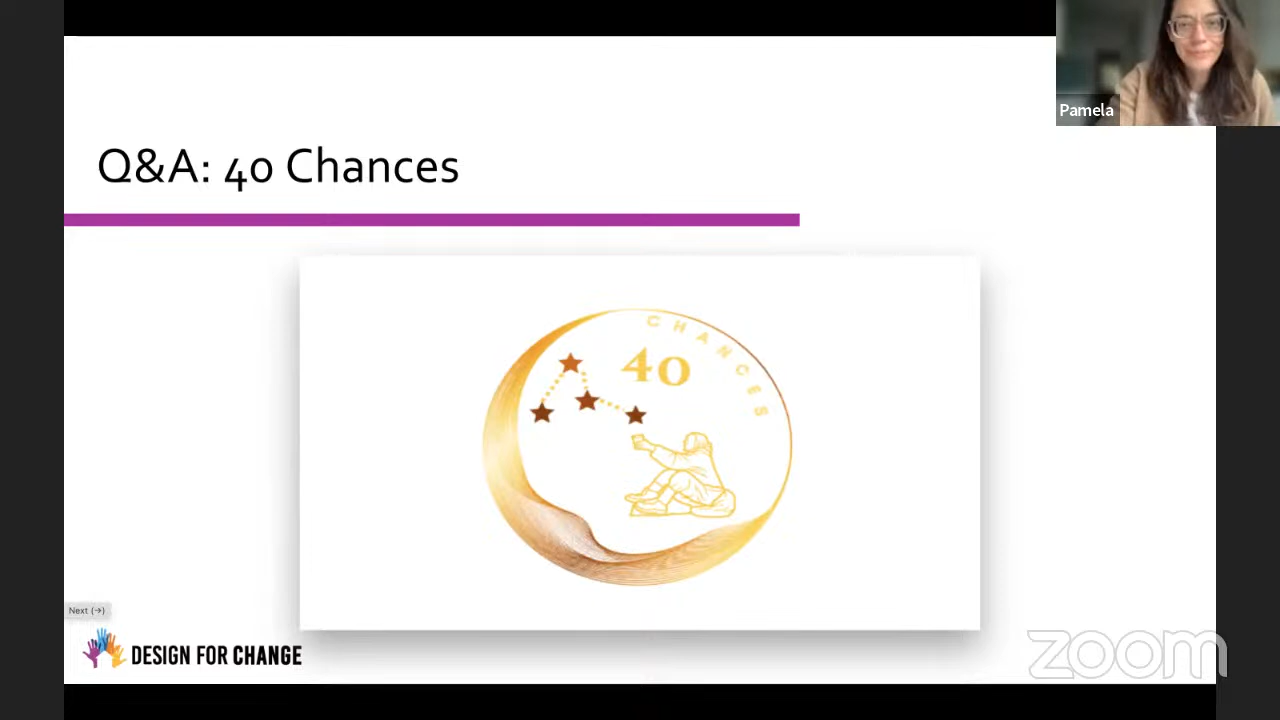 Pamela
Q&A: 40 Chances
CHANCES
40
Next (→)
DESIGN FOR CHANGE
zoom